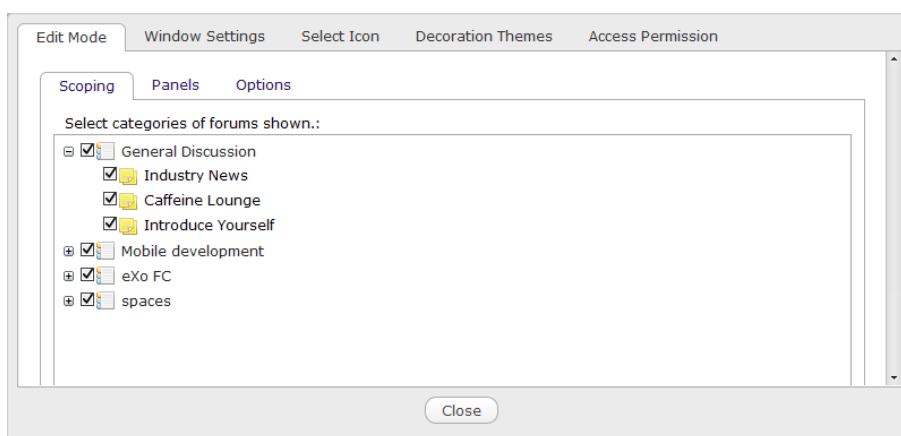 Edit Mode Window Settings Select Icon Decoration Themes Access Permission
Scoping Panels Options
Select categories of forums shown.:
General Discussion
Industry News
Caffeine Lounge
Introduce Yourself
Mobile development
eXo FC
spaces
Close